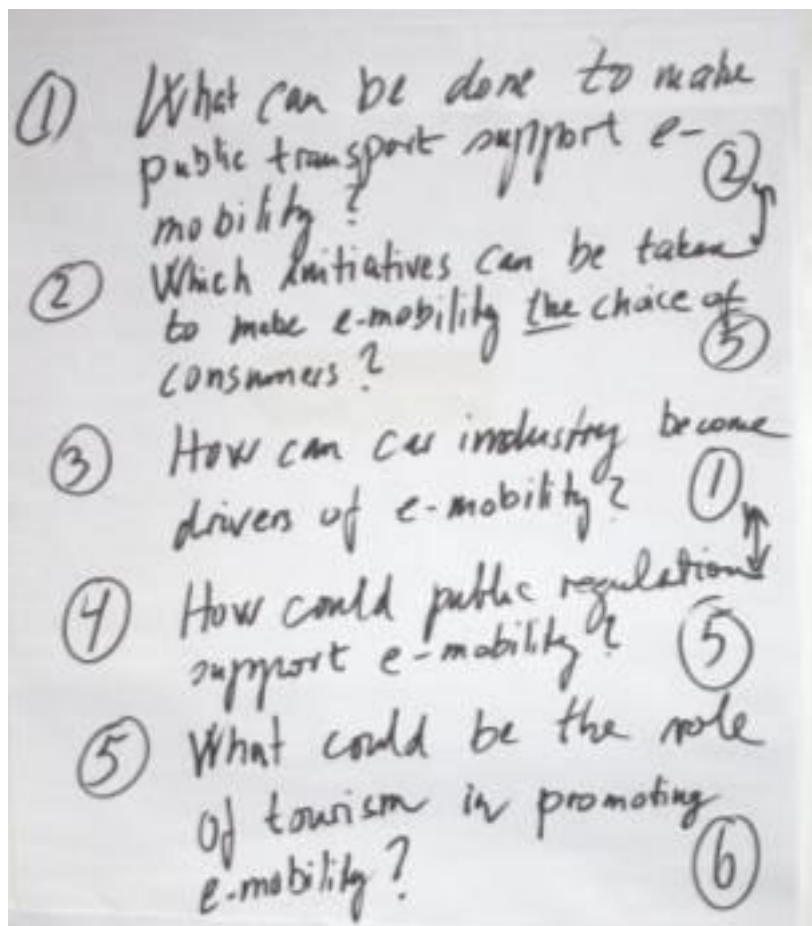 ① What can be done to make
public transport support e-
mobility? ②
② Which initiatives can be taken
to make e-mobility the choice of
consumers? ⑤
③ How can car industry become
drivers of e-mobility? ①
④ How could public regulation
support e-mobility? ⑤
⑤ What could be the role
of tourism in promoting
e-mobility? ⑥